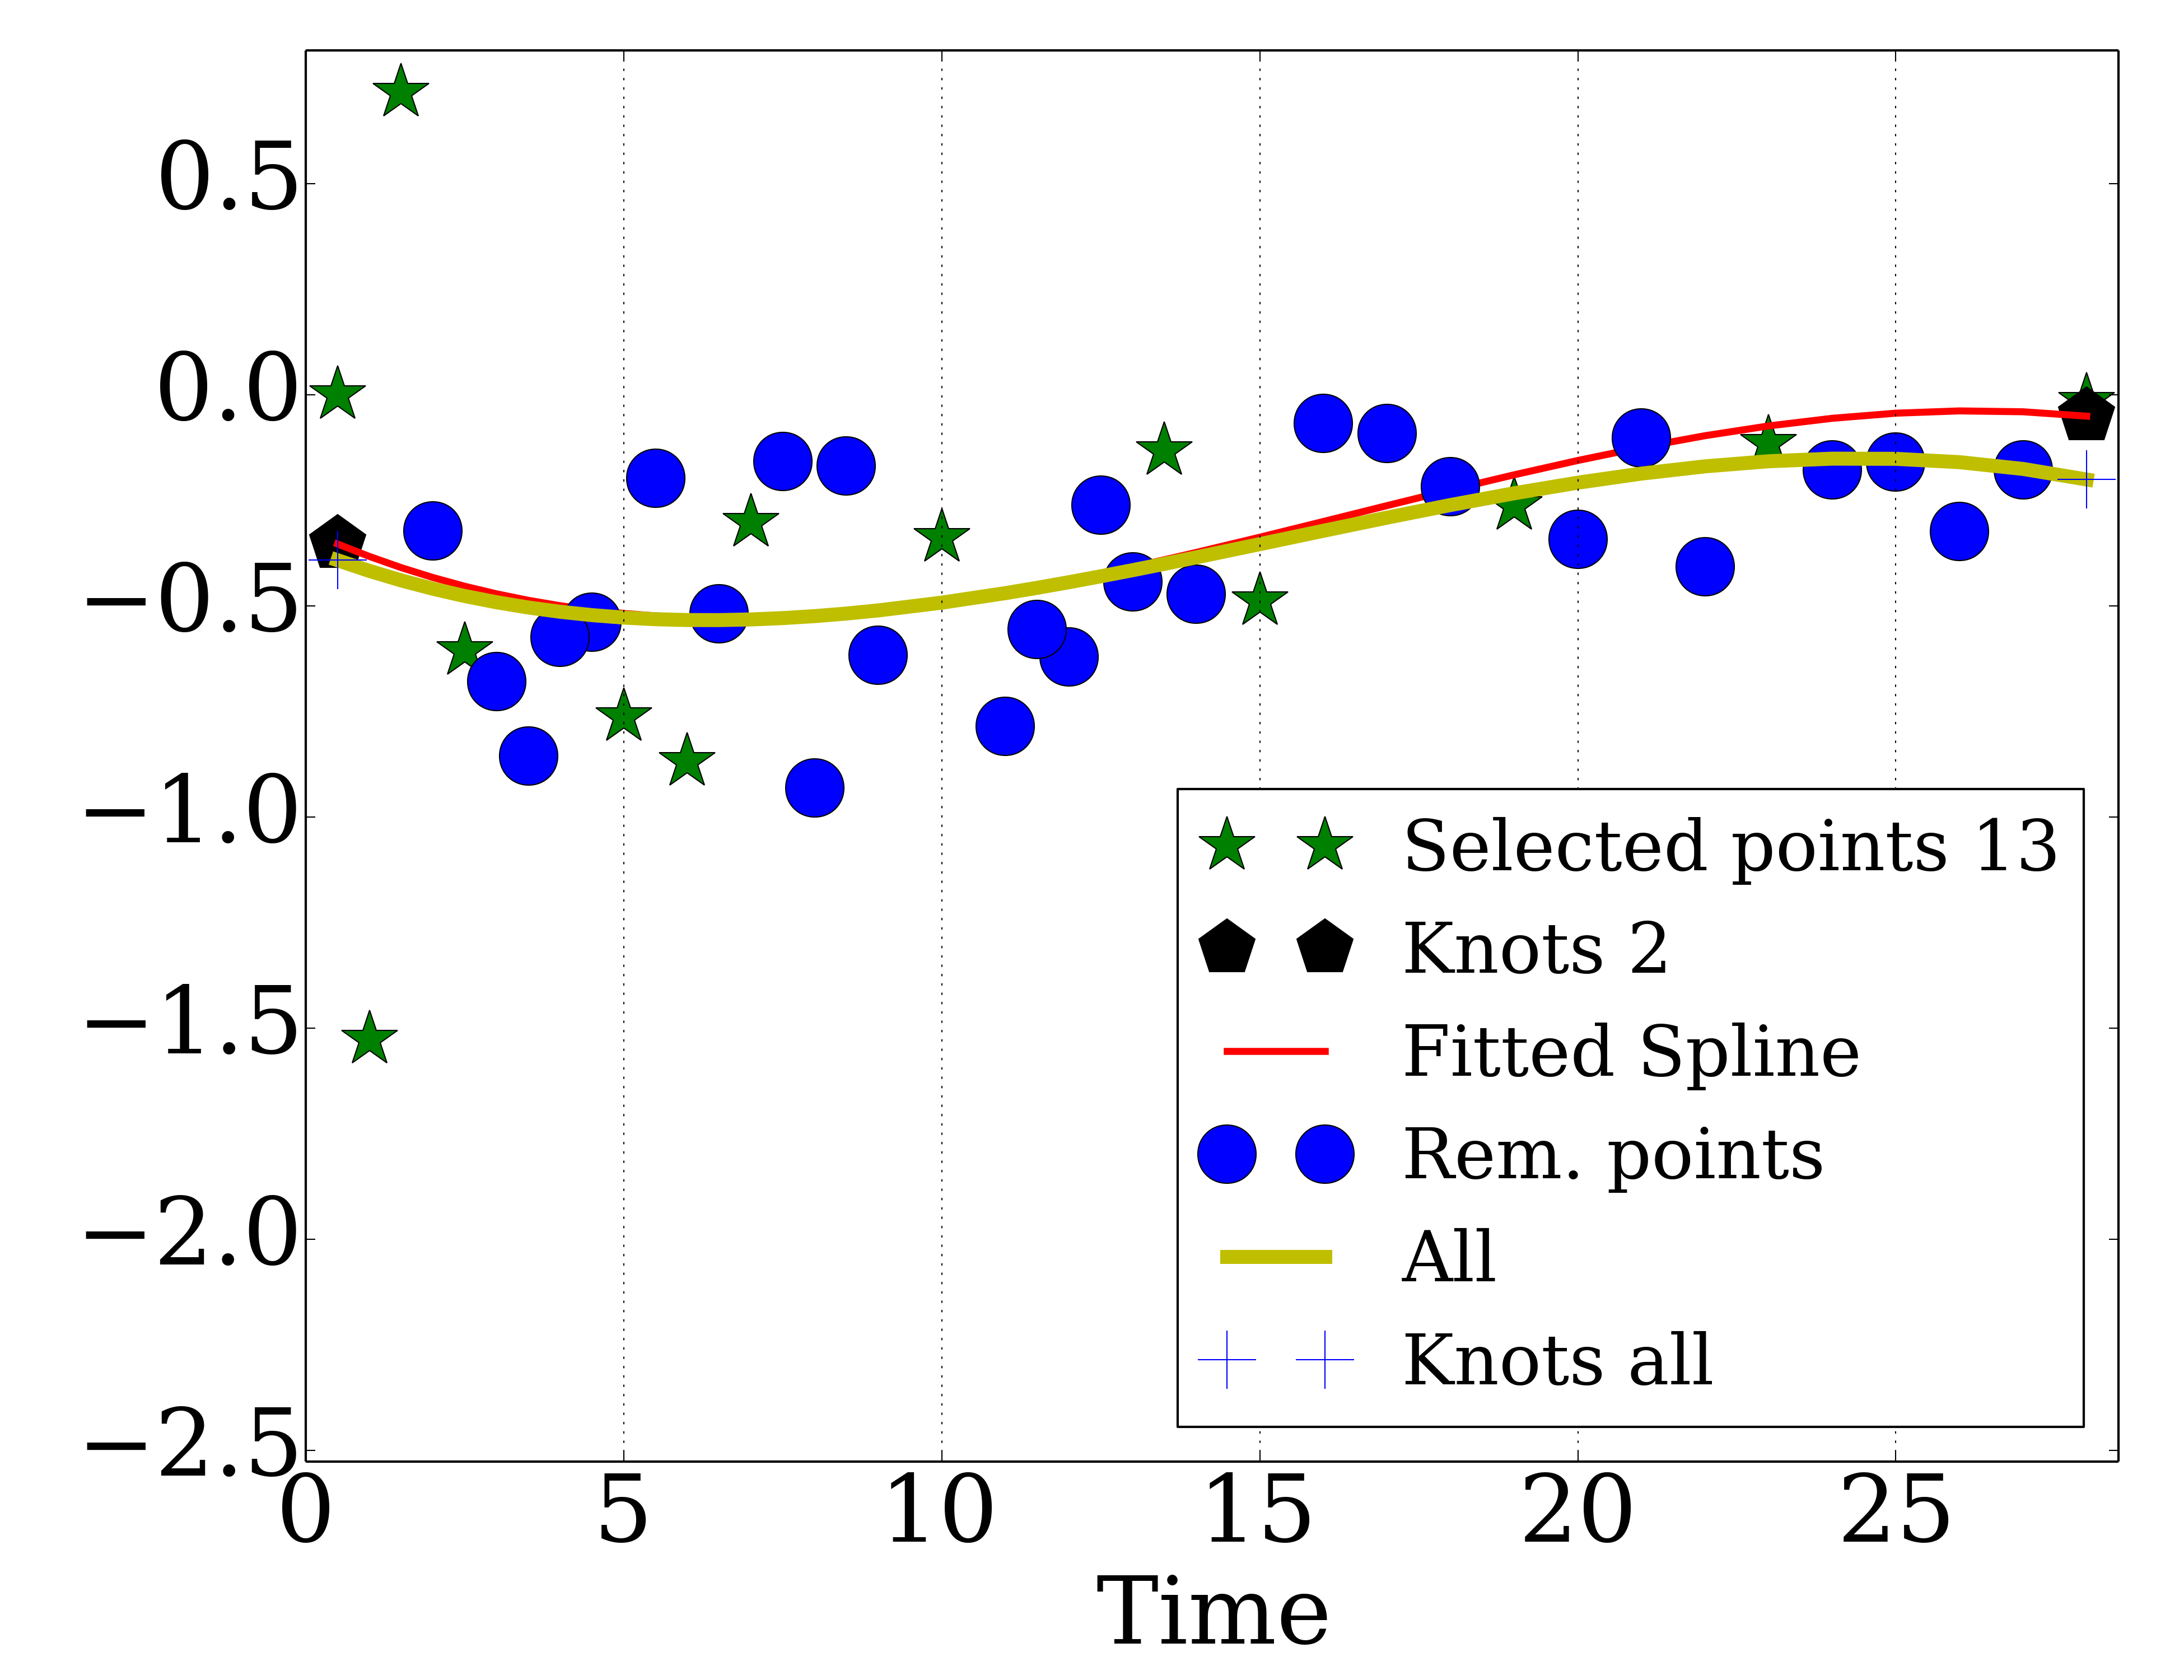 0.5
0.0
−0.5
−1.0
−1.5
−2.0
−2.5
0 5 10 15 20 25
Time
Selected points 13
Knots 2
Fitted Spline
Rem. points
All
Knots all